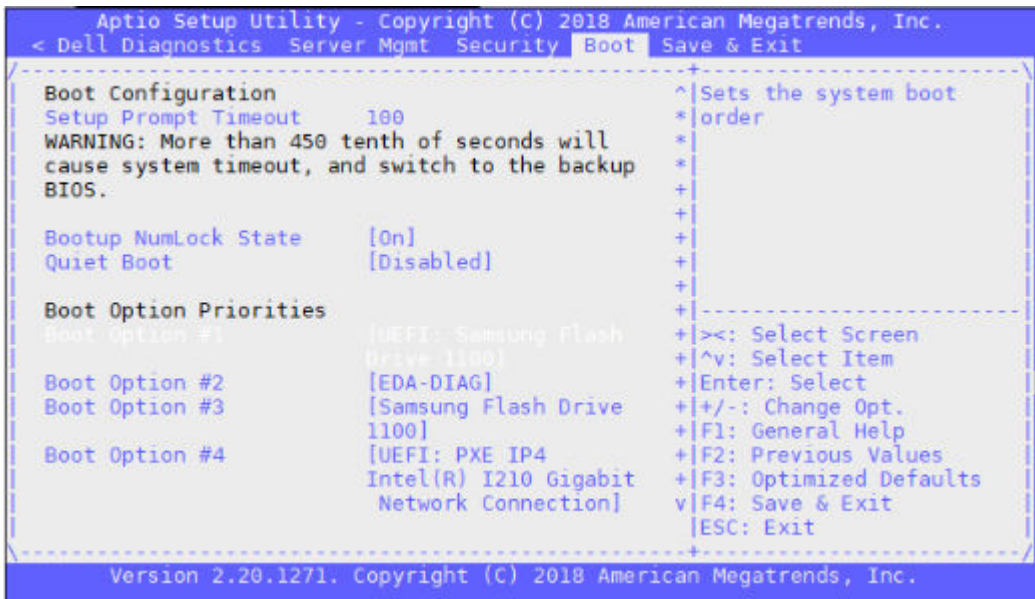 Aptio Setup Utility - Copyright (C) 2018 American Megatrends, Inc.
< Dell Diagnostics Server Mgmt Security Boot Save & Exit
Boot Configuration
Setup Prompt Timeout 100
WARNING: More than 450 tenth of seconds will
cause system timeout, and switch to the backup
BIOS.
Bootup NumLock State [On]
Quiet Boot [Disabled]
Boot Option Priorities
Boot Option #1 [UEFI: Samsung Flash
Drive 1100]
Boot Option #2 [EDA-DIAG]
Boot Option #3 [Samsung Flash Drive
1100]
Boot Option #4 [UEFI: PXE IP4
Intel(R) I210 Gigabit
Network Connection]
Sets the system boot
order
><: Select Screen
^v: Select Item
Enter: Select
+/-: Change Opt.
F1: General Help
F2: Previous Values
F3: Optimized Defaults
F4: Save & Exit
ESC: Exit
Version 2.20.1271. Copyright (C) 2018 American Megatrends, Inc.